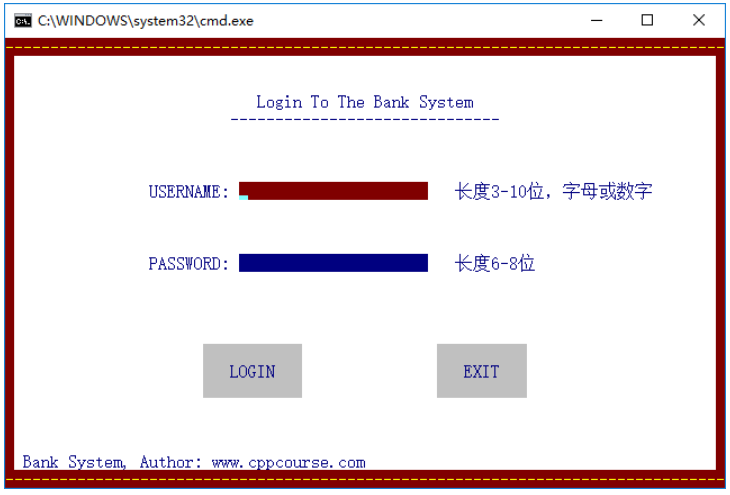 C:\WINDOWS\system32\cmd.exe
Login To The Bank System
------------------------------
USERNAME: 长度3-10位，字母或数字
PASSWORD: 长度6-8位
LOGIN EXIT
Bank System, Author: www.cppcourse.com